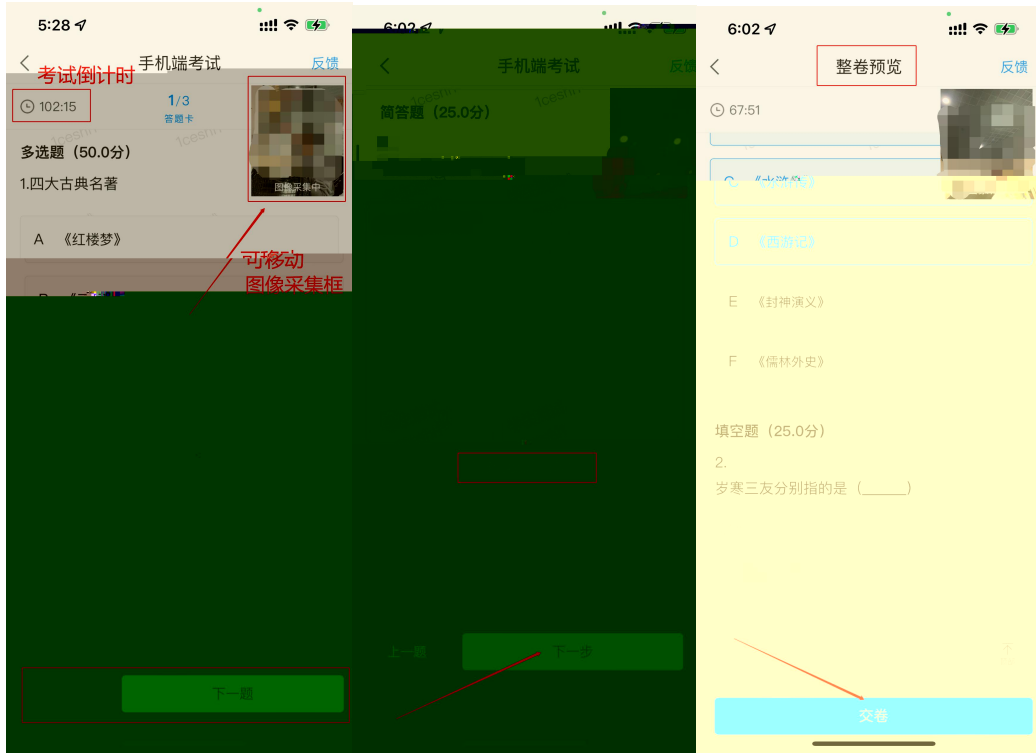 5:28
手机端考试
反馈
考试倒计时
102:15
1/3
答题卡
1ceshi
1ceshi
多选题（50.0分）
1.四大古典名著
图像采集中
A 《红楼梦》
可移动
图像采集框
下一题
6:02
手机端考试
反馈
1ceshi
1ceshi
简答题（25.0分）
上一题
下一步
6:02
整卷预览
反馈
67:51
C 《水浒传》
D 《西游记》
E 《封神演义》
F 《儒林外史》
填空题（25.0分）
2.
岁寒三友分别指的是（______）
交卷